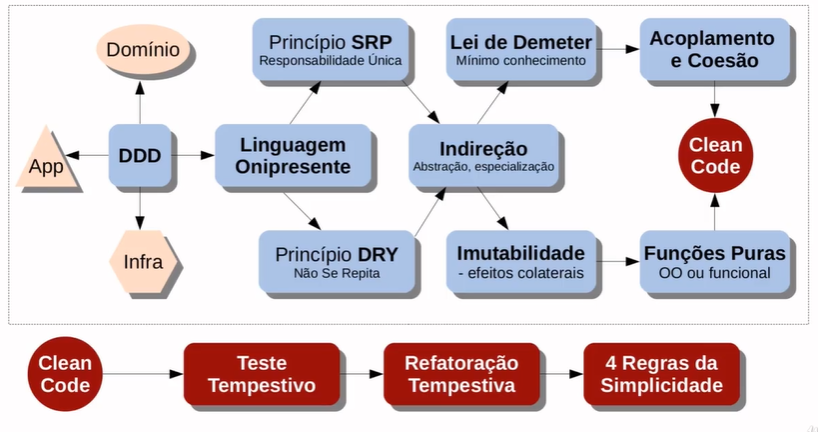 Domínio
App
DDD
Infra
Linguagem
Onipresente
Princípio SRP
Responsabilidade Única
Princípio DRY
Não Se Repita
Indireção
Abstração, especialização
Lei de Demeter
Mínimo conhecimento
Imutabilidade
- efeitos colaterais
Acoplamento
e Coesão
Clean
Code
Funções Puras
OO ou funcional
Clean
Code
Teste
Tempestivo
Refatoração
Tempestiva
4 Regras da
Simplicidade